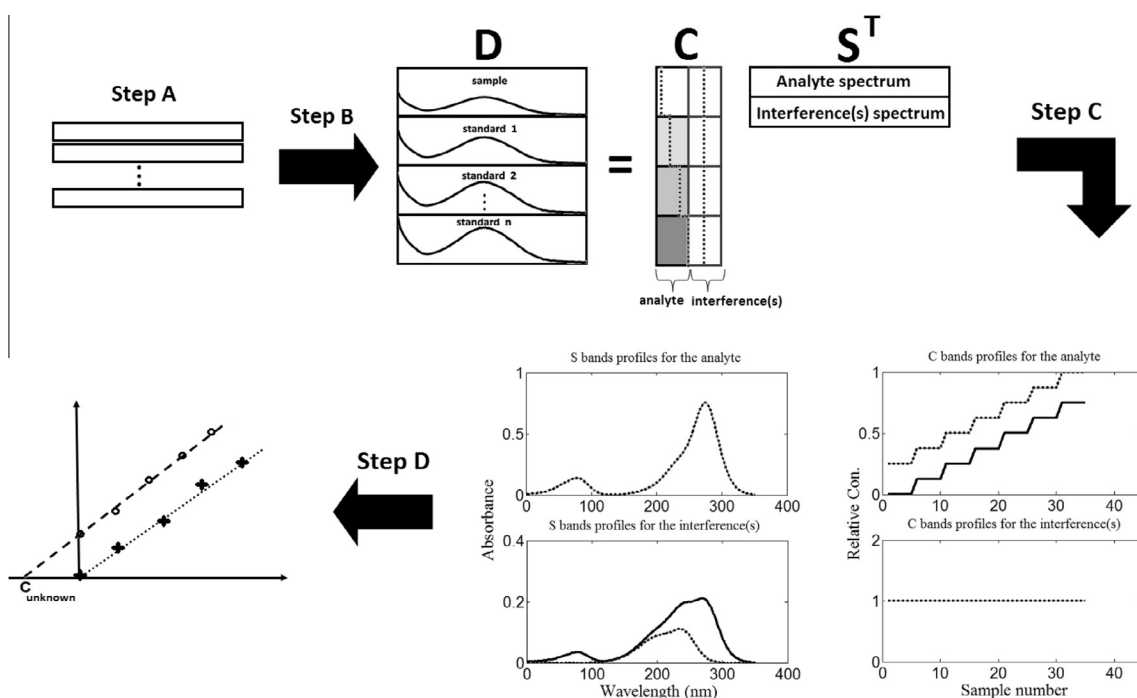 Step A
Step B
D
sample
standard 1
standard 2
standard n
=
C
analyte interference(s)
S T
Analyte spectrum
Interference(s) spectrum
Step C
S bands profiles for the analyte
1
0.5
0
0 100 200 300 400
S bands profiles for the interference(s)
0.4
0.2
0
0 100 200 300 400
Absorbance
Wavelength (nm)
C bands profiles for the analyte
1
0.5
0
0 10 20 30 40
C bands profiles for the interference(s)
2
1
0
0 10 20 30 40
Relative Con.
Sample number
Step D
C unknown